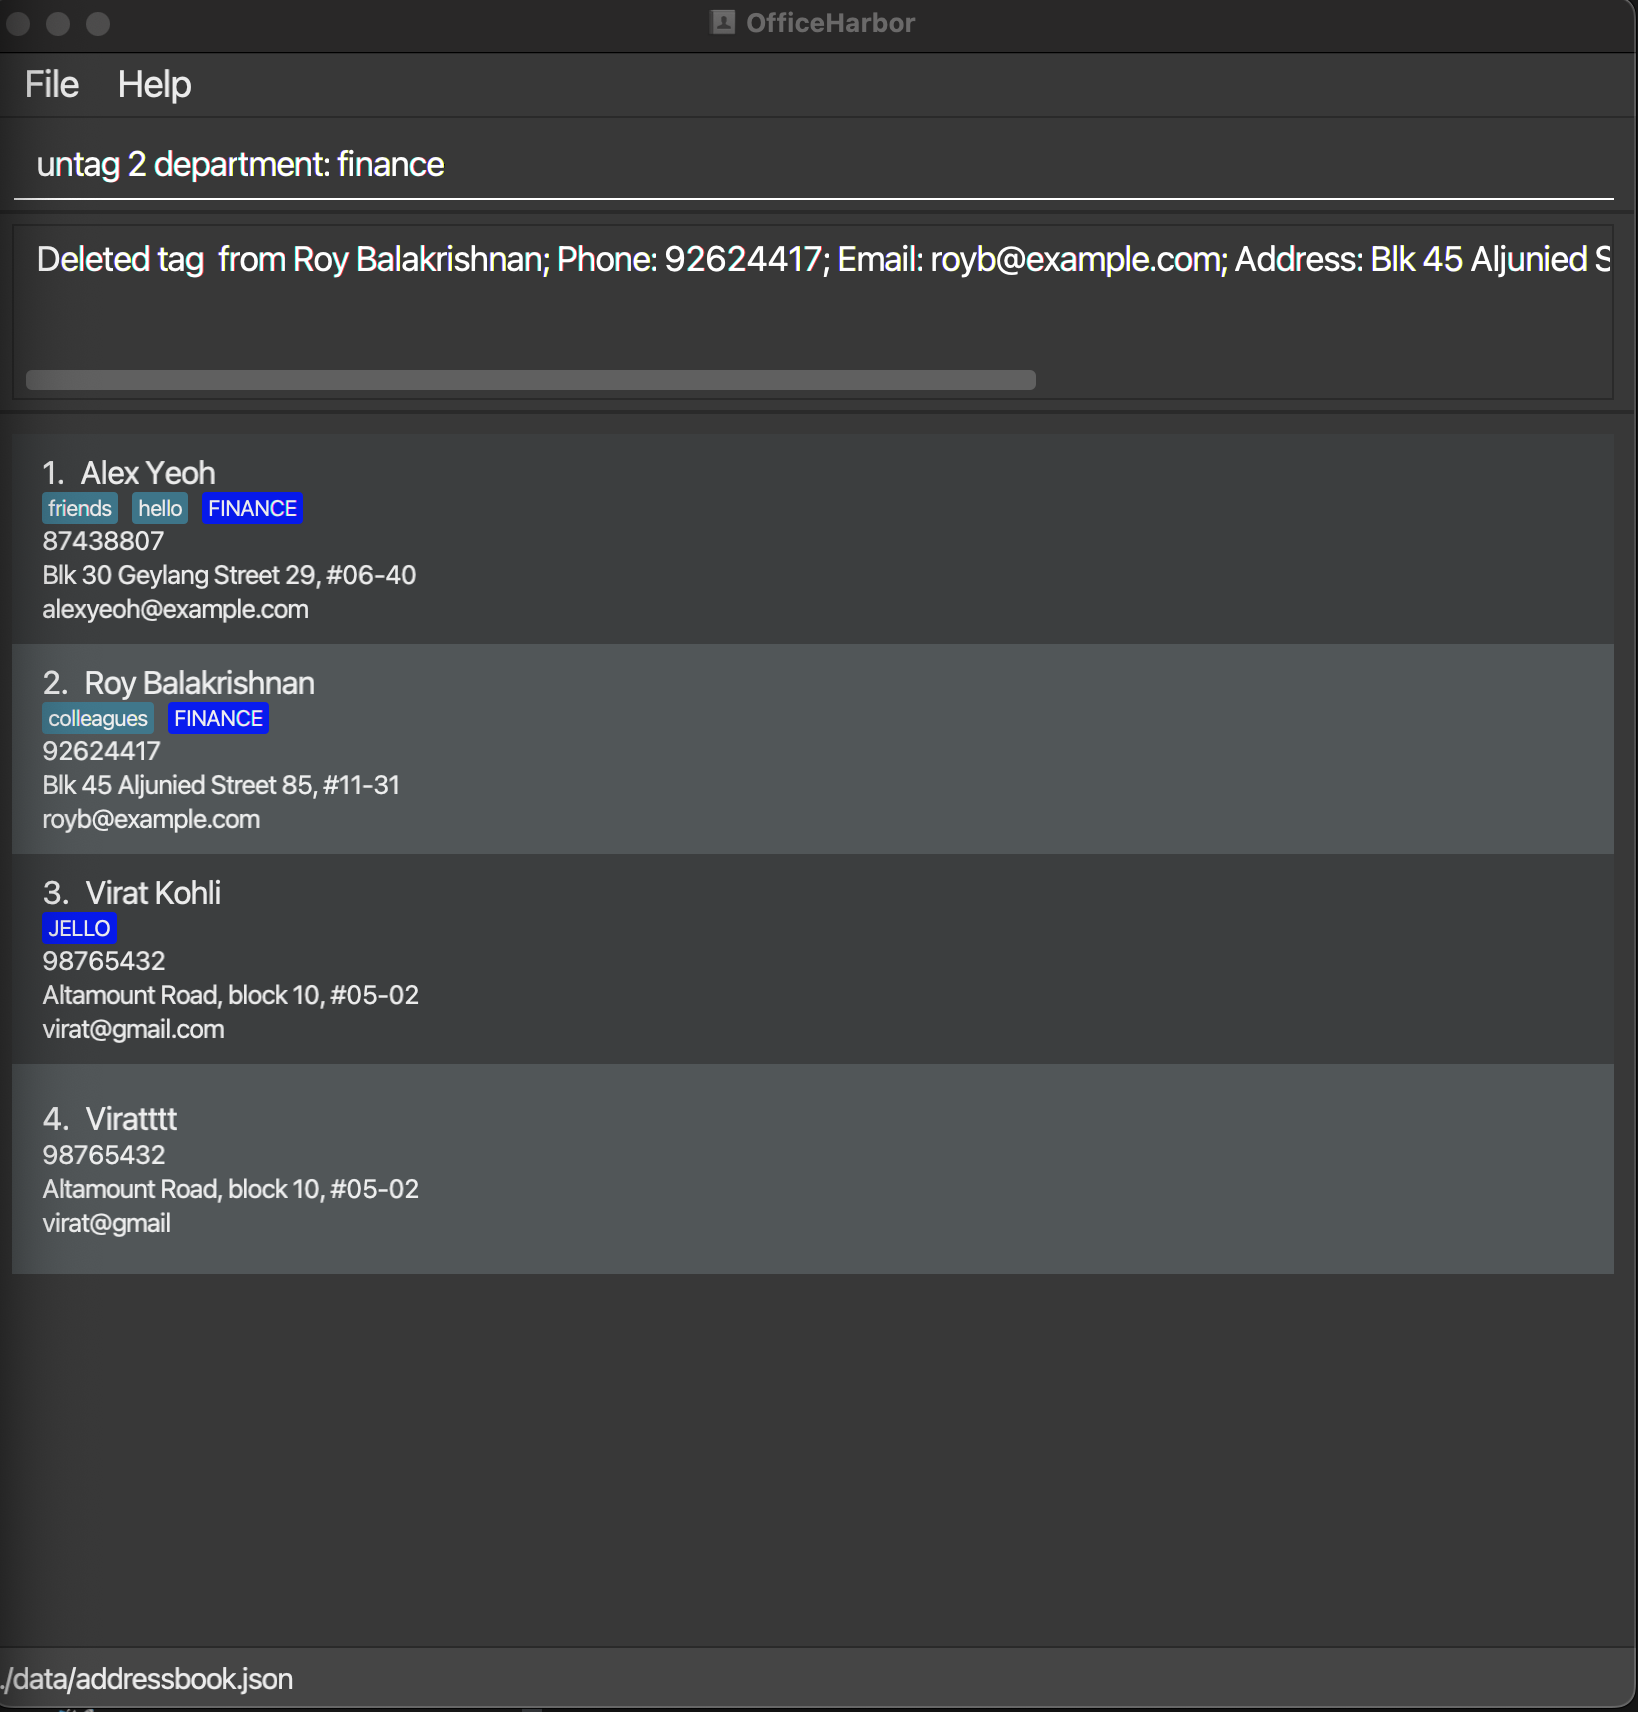 OfficeHarbor
File Help
untag 2 department: finance
Deleted tag  from Roy Balakrishnan; Phone: 92624417; Email: royb@example.com; Address: Blk 45 Aljunied S
1. Alex Yeoh
friends hello FINANCE
87438807
Blk 30 Geylang Street 29, #06-40
alexyeoh@example.com
2. Roy Balakrishnan
colleagues FINANCE
92624417
Blk 45 Aljunied Street 85, #11-31
royb@example.com
3. Virat Kohli
JELLO
98765432
Altamount Road, block 10, #05-02
virat@gmail.com
4. Viratttt
98765432
Altamount Road, block 10, #05-02
virat@gmail
./data/addressbook.json